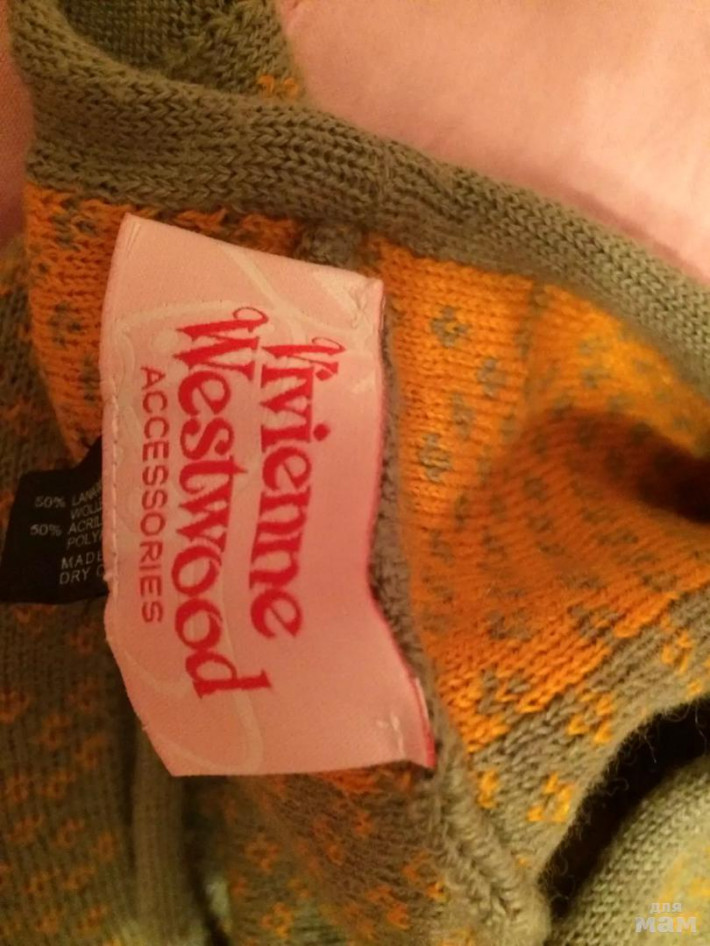 Vivienne
Westwood
ACCESSORIES
50%
50%
MADE
DRY
для
мам